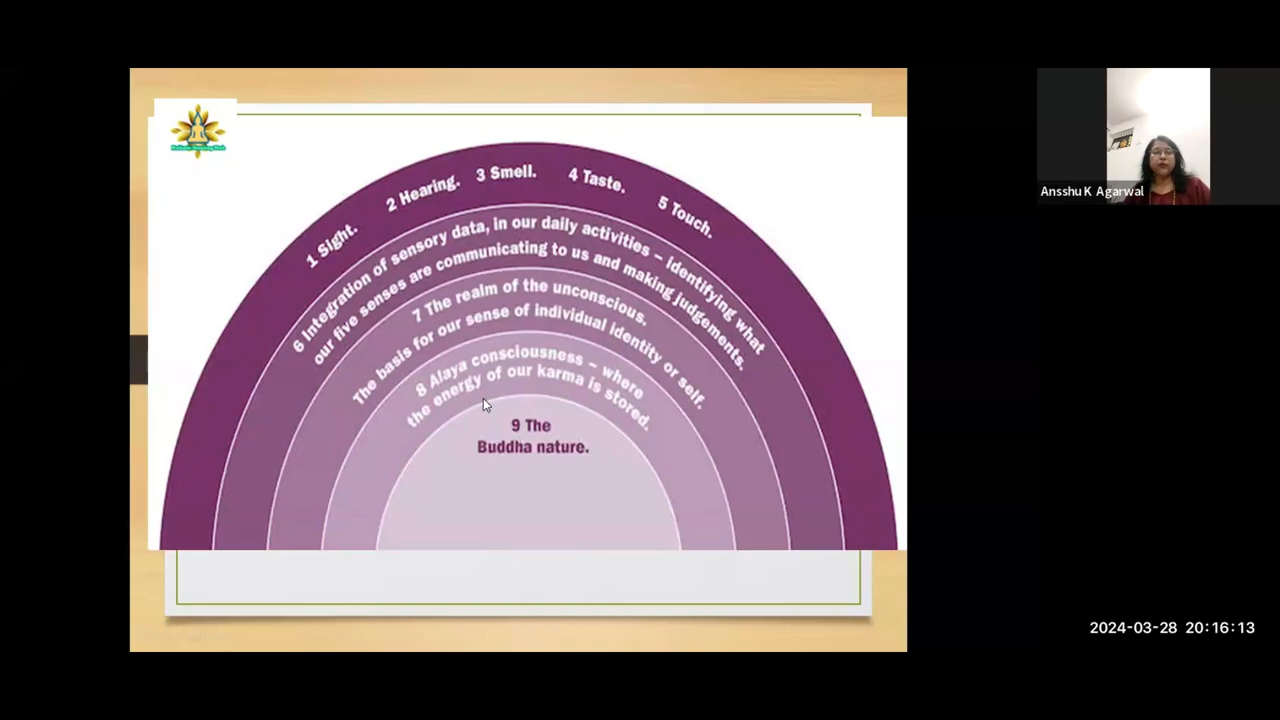 1 Sight.
2 Hearing.
3 Smell.
4 Taste.
5 Touch.
6 Integration of sensory data, in our daily activities – identifying what
our five senses are communicating to us and making judgements.
7 The realm of the unconscious.
The basis for our sense of individual identity or self.
8 Alaya consciousness – where
the energy of our karma is stored.
9 The
Buddha nature.
Ansshu K Agarwal
2024-03-28 20:16:13